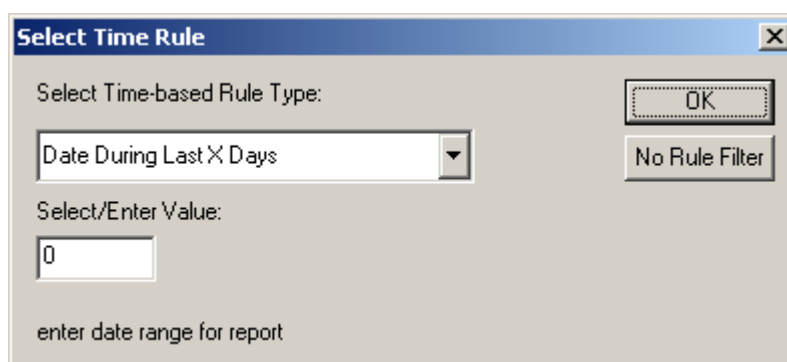 Select Time Rule
Select Time-based Rule Type:
OK
Date During Last X Days
No Rule Filter
Select/Enter Value:
0
enter date range for report